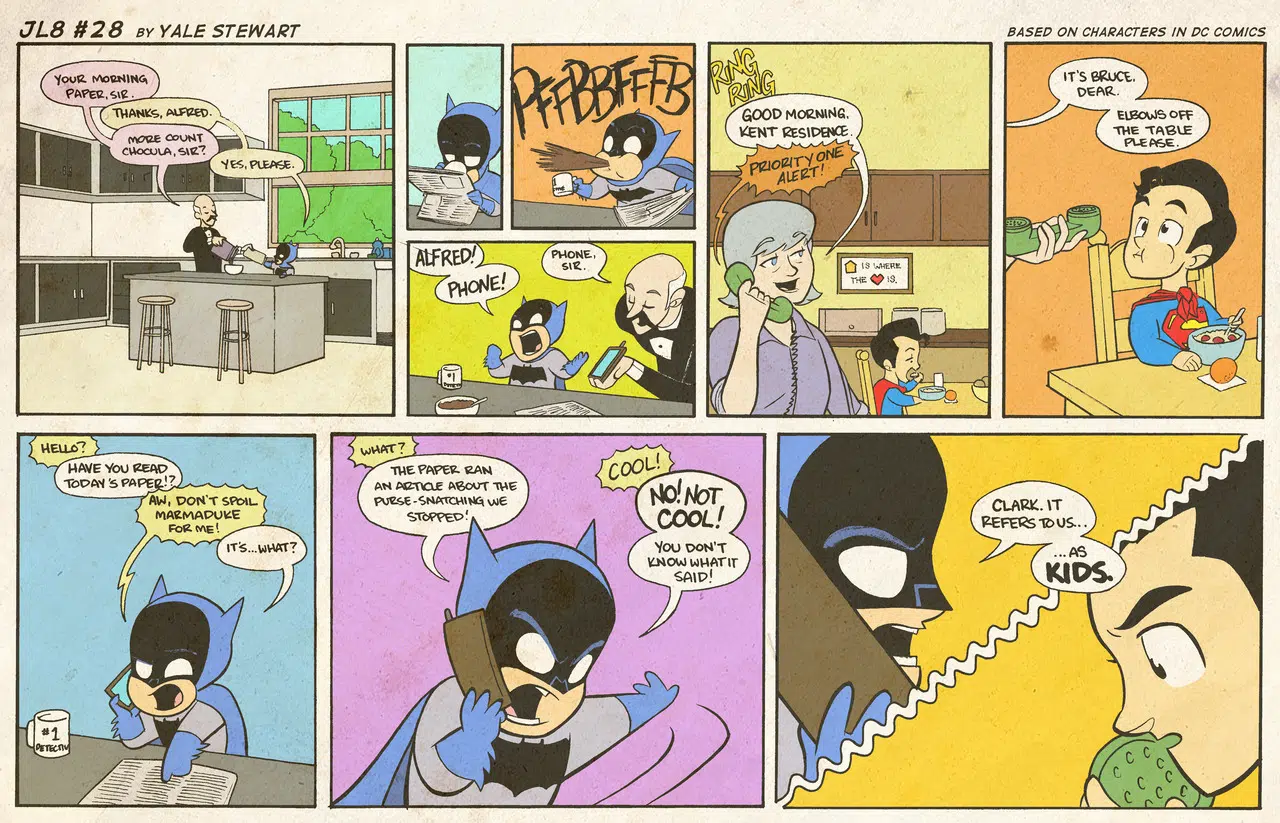 JL8 #28 BY YALE STEWART
BASED ON CHARACTERS IN DC COMICS
YOUR MORNING
PAPER, SIR.
THANKS, ALFRED.
MORE COUNT
CHOCULA, SIR?
YES, PLEASE.
PFFBBFFFFB
ALFRED!
PHONE!
PHONE,
SIR.
#1
RING
RING
GOOD MORNING.
KENT RESIDENCE.
PRIORITY ONE
ALERT!
IS WHERE
THE IS.
IT'S BRUCE,
DEAR.
ELBOWS OFF
THE TABLE
PLEASE.
HELLO?
HAVE YOU READ
TODAY'S PAPER!?
AW, DON'T SPOIL
MARMADUKE
FOR ME!
IT'S...WHAT?
#1
DETECTIV
WHAT?
THE PAPER RAN
AN ARTICLE ABOUT THE
PURSE-SNATCHING WE
STOPPED!
COOL!
NO! NOT
COOL!
YOU DON'T
KNOW WHAT IT
SAID!
CLARK. IT
REFERS TO US...
...AS
KIDS.